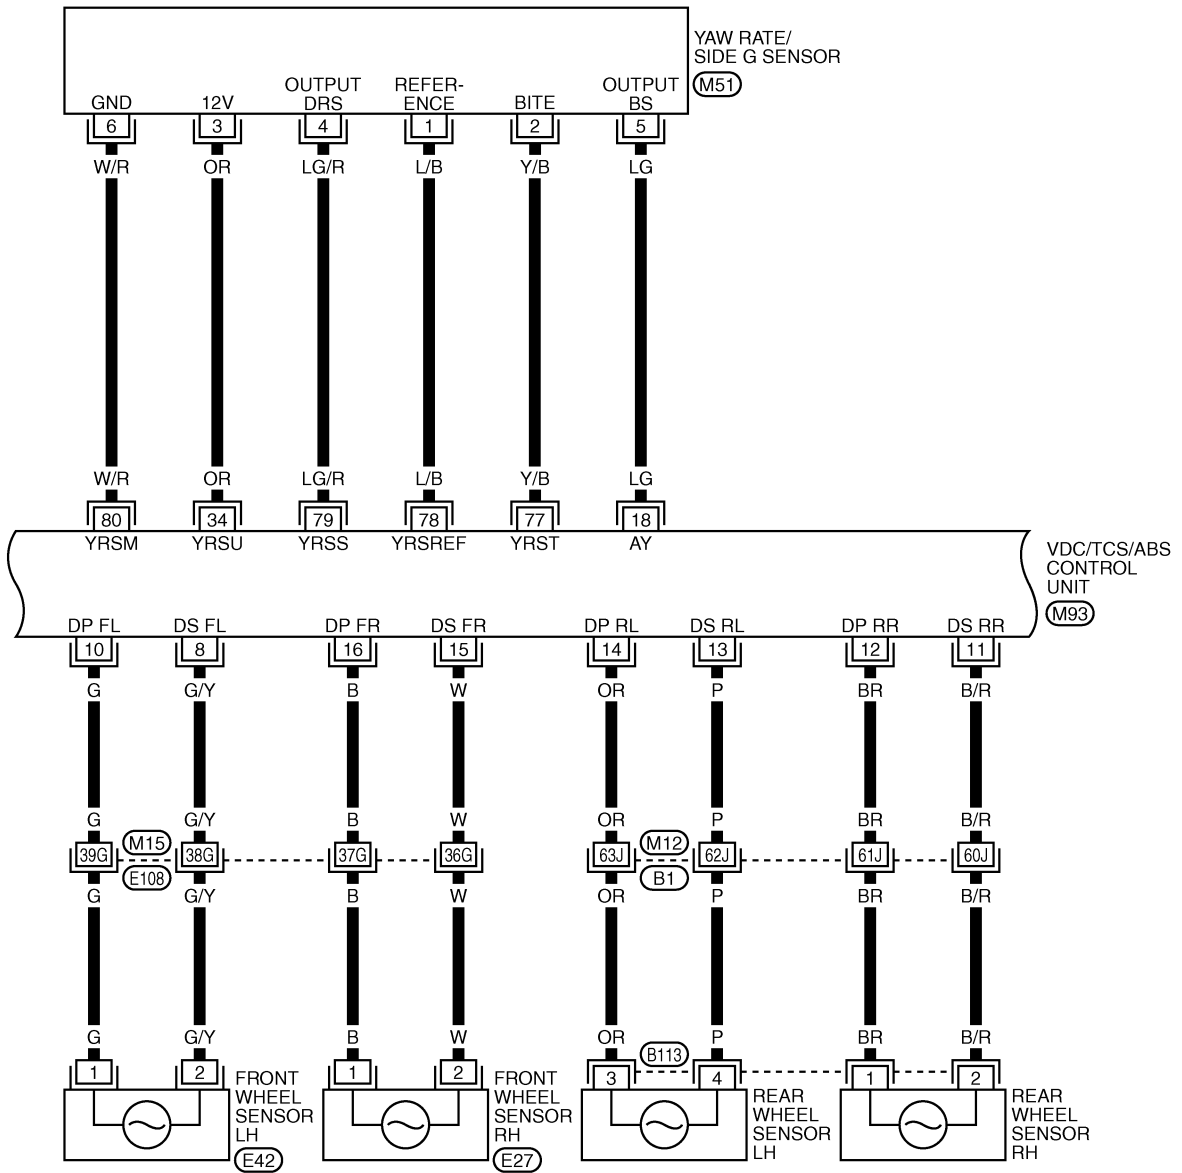 YAW RATE/
SIDE G SENSOR
M51
GND 12V OUTPUT DRS REFER-ENCE BITE OUTPUT BS
6 3 4 1 2 5
W/R OR LG/R L/B Y/B LG
W/R OR LG/R L/B Y/B LG
80 34 79 78 77 18
YRSM YRSU YRSS YRSREF YRST AY
VDC/TCS/ABS
CONTROL
UNIT
M93
DP FL DS FL DP FR DS FR DP RL DS RL DP RR DS RR
10 8 16 15 14 13 12 11
G G/Y B W OR P BR B/R
G G/Y B W OR P BR B/R
M15 M12
39G 38G 37G 36G 63J 62J 61J 60J
E108 B1
G G/Y B W OR P BR B/R
G G/Y B W OR P BR B/R
B113
1 2 1 2 3 4 1 2
FRONT
WHEEL
SENSOR
LH
E42
FRONT
WHEEL
SENSOR
RH
E27
REAR
WHEEL
SENSOR
LH
REAR
WHEEL
SENSOR
RH